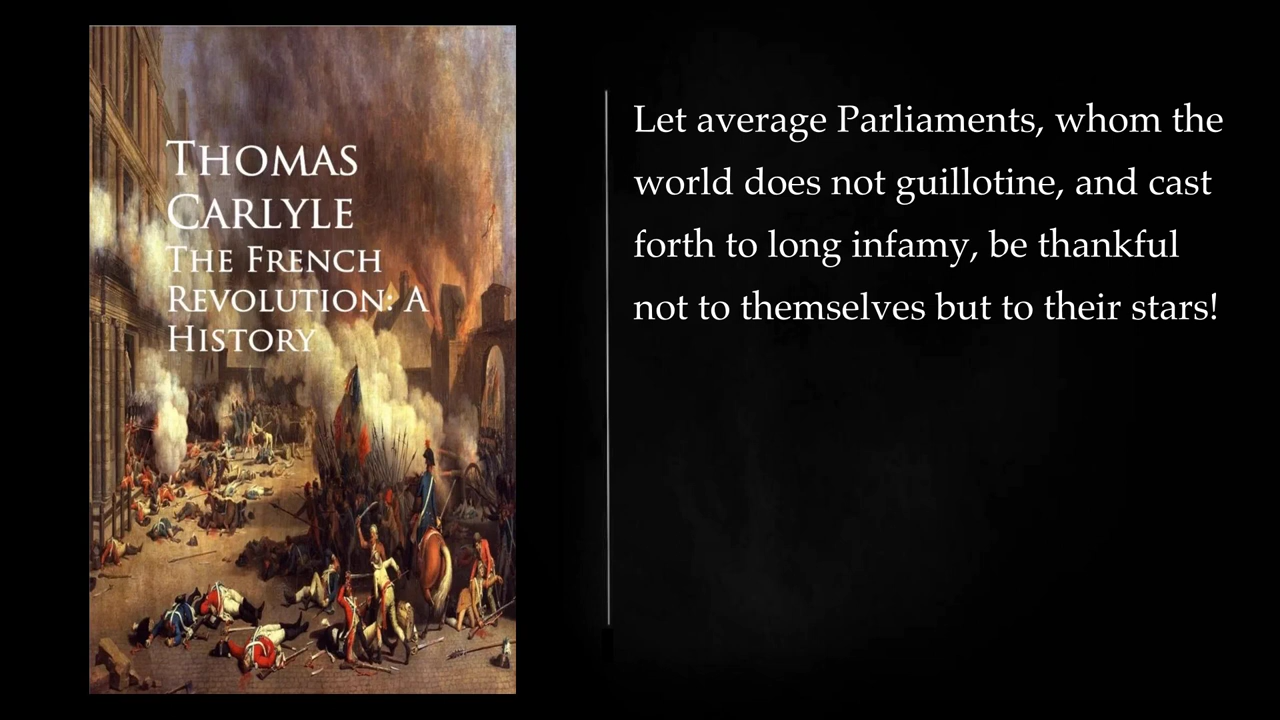 THOMAS
CARLYLE
THE FRENCH
REVOLUTION: A
HISTORY
Let average Parliaments, whom the
world does not guillotine, and cast
forth to long infamy, be thankful
not to themselves but to their stars!